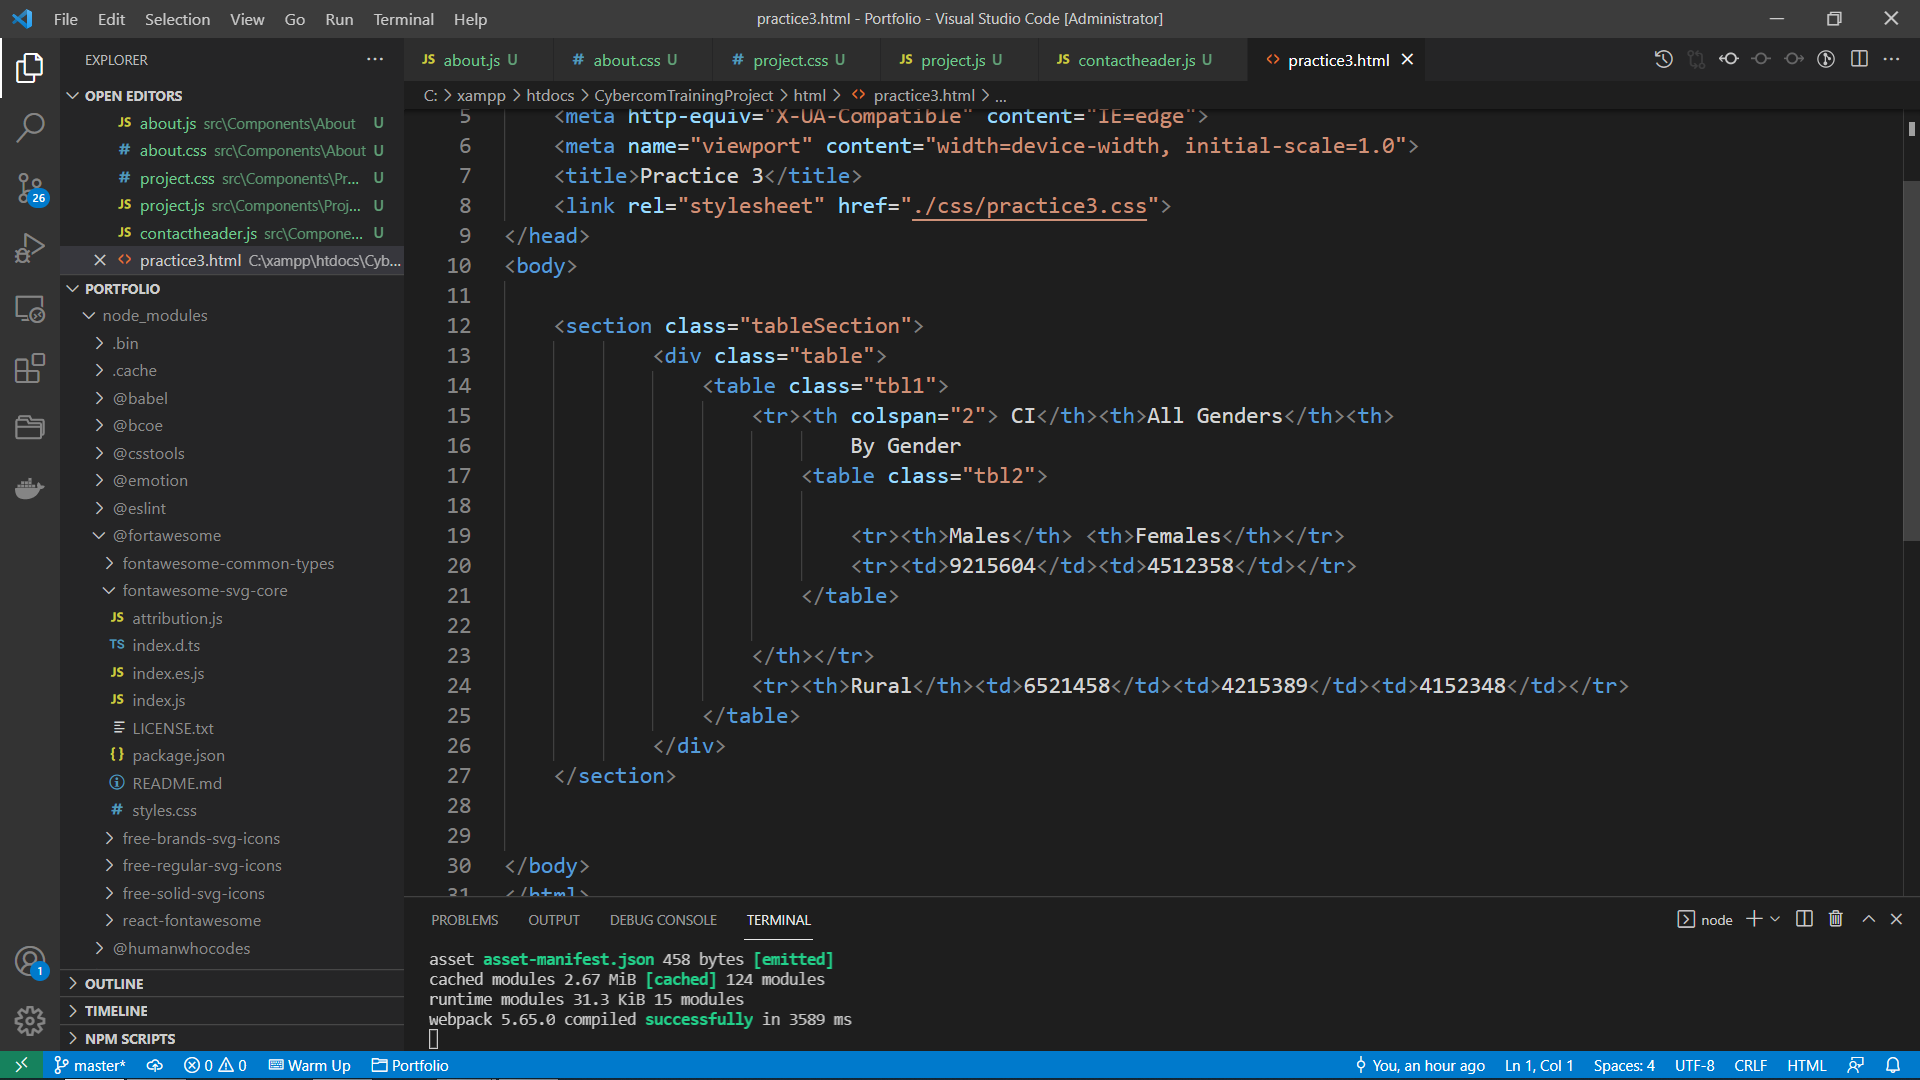 File Edit Selection View Go Run Terminal Help
practice3.html - Portfolio - Visual Studio Code [Administrator]
EXPLORER
OPEN EDITORS
JS about.js src\Components\About U
# about.css src\Components\About U
# project.css src\Components\Pr... U
JS project.js src\Components\Proj... U
JS contactheader.js src\Compone... U
practice3.html C:\xampp\htdocs\Cyb...
PORTFOLIO
node_modules
.bin
.cache
@babel
@bcoe
@csstools
@emotion
@eslint
@fortawesome
fontawesome-common-types
fontawesome-svg-core
JS attribution.js
TS index.d.ts
JS index.es.js
JS index.js
LICENSE.txt
{} package.json
README.md
# styles.css
free-brands-svg-icons
free-regular-svg-icons
free-solid-svg-icons
react-fontawesome
@humanwhocodes
OUTLINE
TIMELINE
NPM SCRIPTS
26
1
JS about.js U # about.css U # project.css U JS project.js U JS contactheader.js U <> practice3.html
C: > xampp > htdocs > CybercomTrainingProject > html > <> practice3.html > ...
5 <meta http-equiv="X-UA-Compatible" content="IE=edge">
6 <meta name="viewport" content="width=device-width, initial-scale=1.0">
7 <title>Practice 3</title>
8 <link rel="stylesheet" href="./css/practice3.css">
9 </head>
10 <body>
11
12 <section class="tableSection">
13 <div class="table">
14 <table class="tbl1">
15 <tr><th colspan="2"> CI</th><th>All Genders</th><th>
16 By Gender
17 <table class="tbl2">
18
19 <tr><th>Males</th> <th>Females</th></tr>
20 <tr><td>9215604</td><td>4512358</td></tr>
21 </table>
22
23 </th></tr>
24 <tr><th>Rural</th><td>6521458</td><td>4215389</td><td>4152348</td></tr>
25 </table>
26 </div>
27 </section>
28
29
30 </body>
31 </html>
PROBLEMS OUTPUT DEBUG CONSOLE TERMINAL
node
asset asset-manifest.json 458 bytes [emitted]
cached modules 2.67 MiB [cached] 124 modules
runtime modules 31.3 KiB 15 modules
webpack 5.65.0 compiled successfully in 3589 ms
master* 0 0 Warm Up Portfolio
You, an hour ago Ln 1, Col 1 Spaces: 4 UTF-8 CRLF HTML